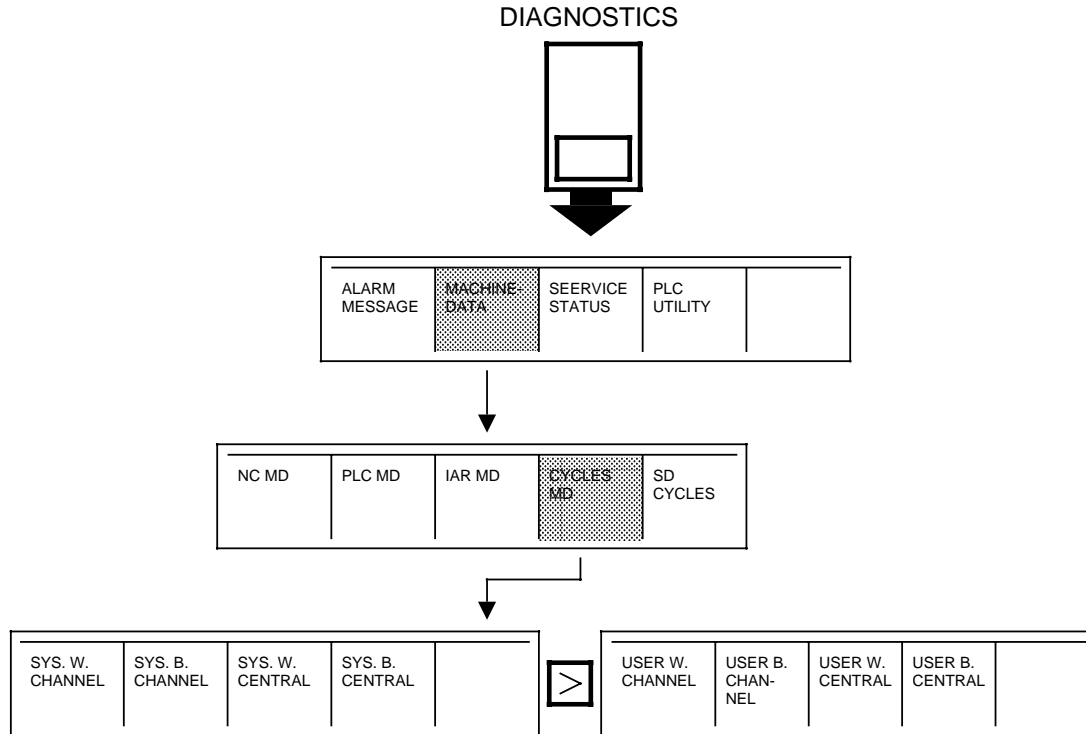 DIAGNOSTICS
ALARM
MESSAGE
MACHINE-
DATA
SEERVICE
STATUS
PLC
UTILITY
NC MD
PLC MD
IAR MD
CYCLES
MD
SD
CYCLES
SYS. W.
CHANNEL
SYS. B.
CHANNEL
SYS. W.
CENTRAL
SYS. B.
CENTRAL
>
USER W.
CHANNEL
USER B.
CHAN-
NEL
USER W.
CENTRAL
USER B.
CENTRAL